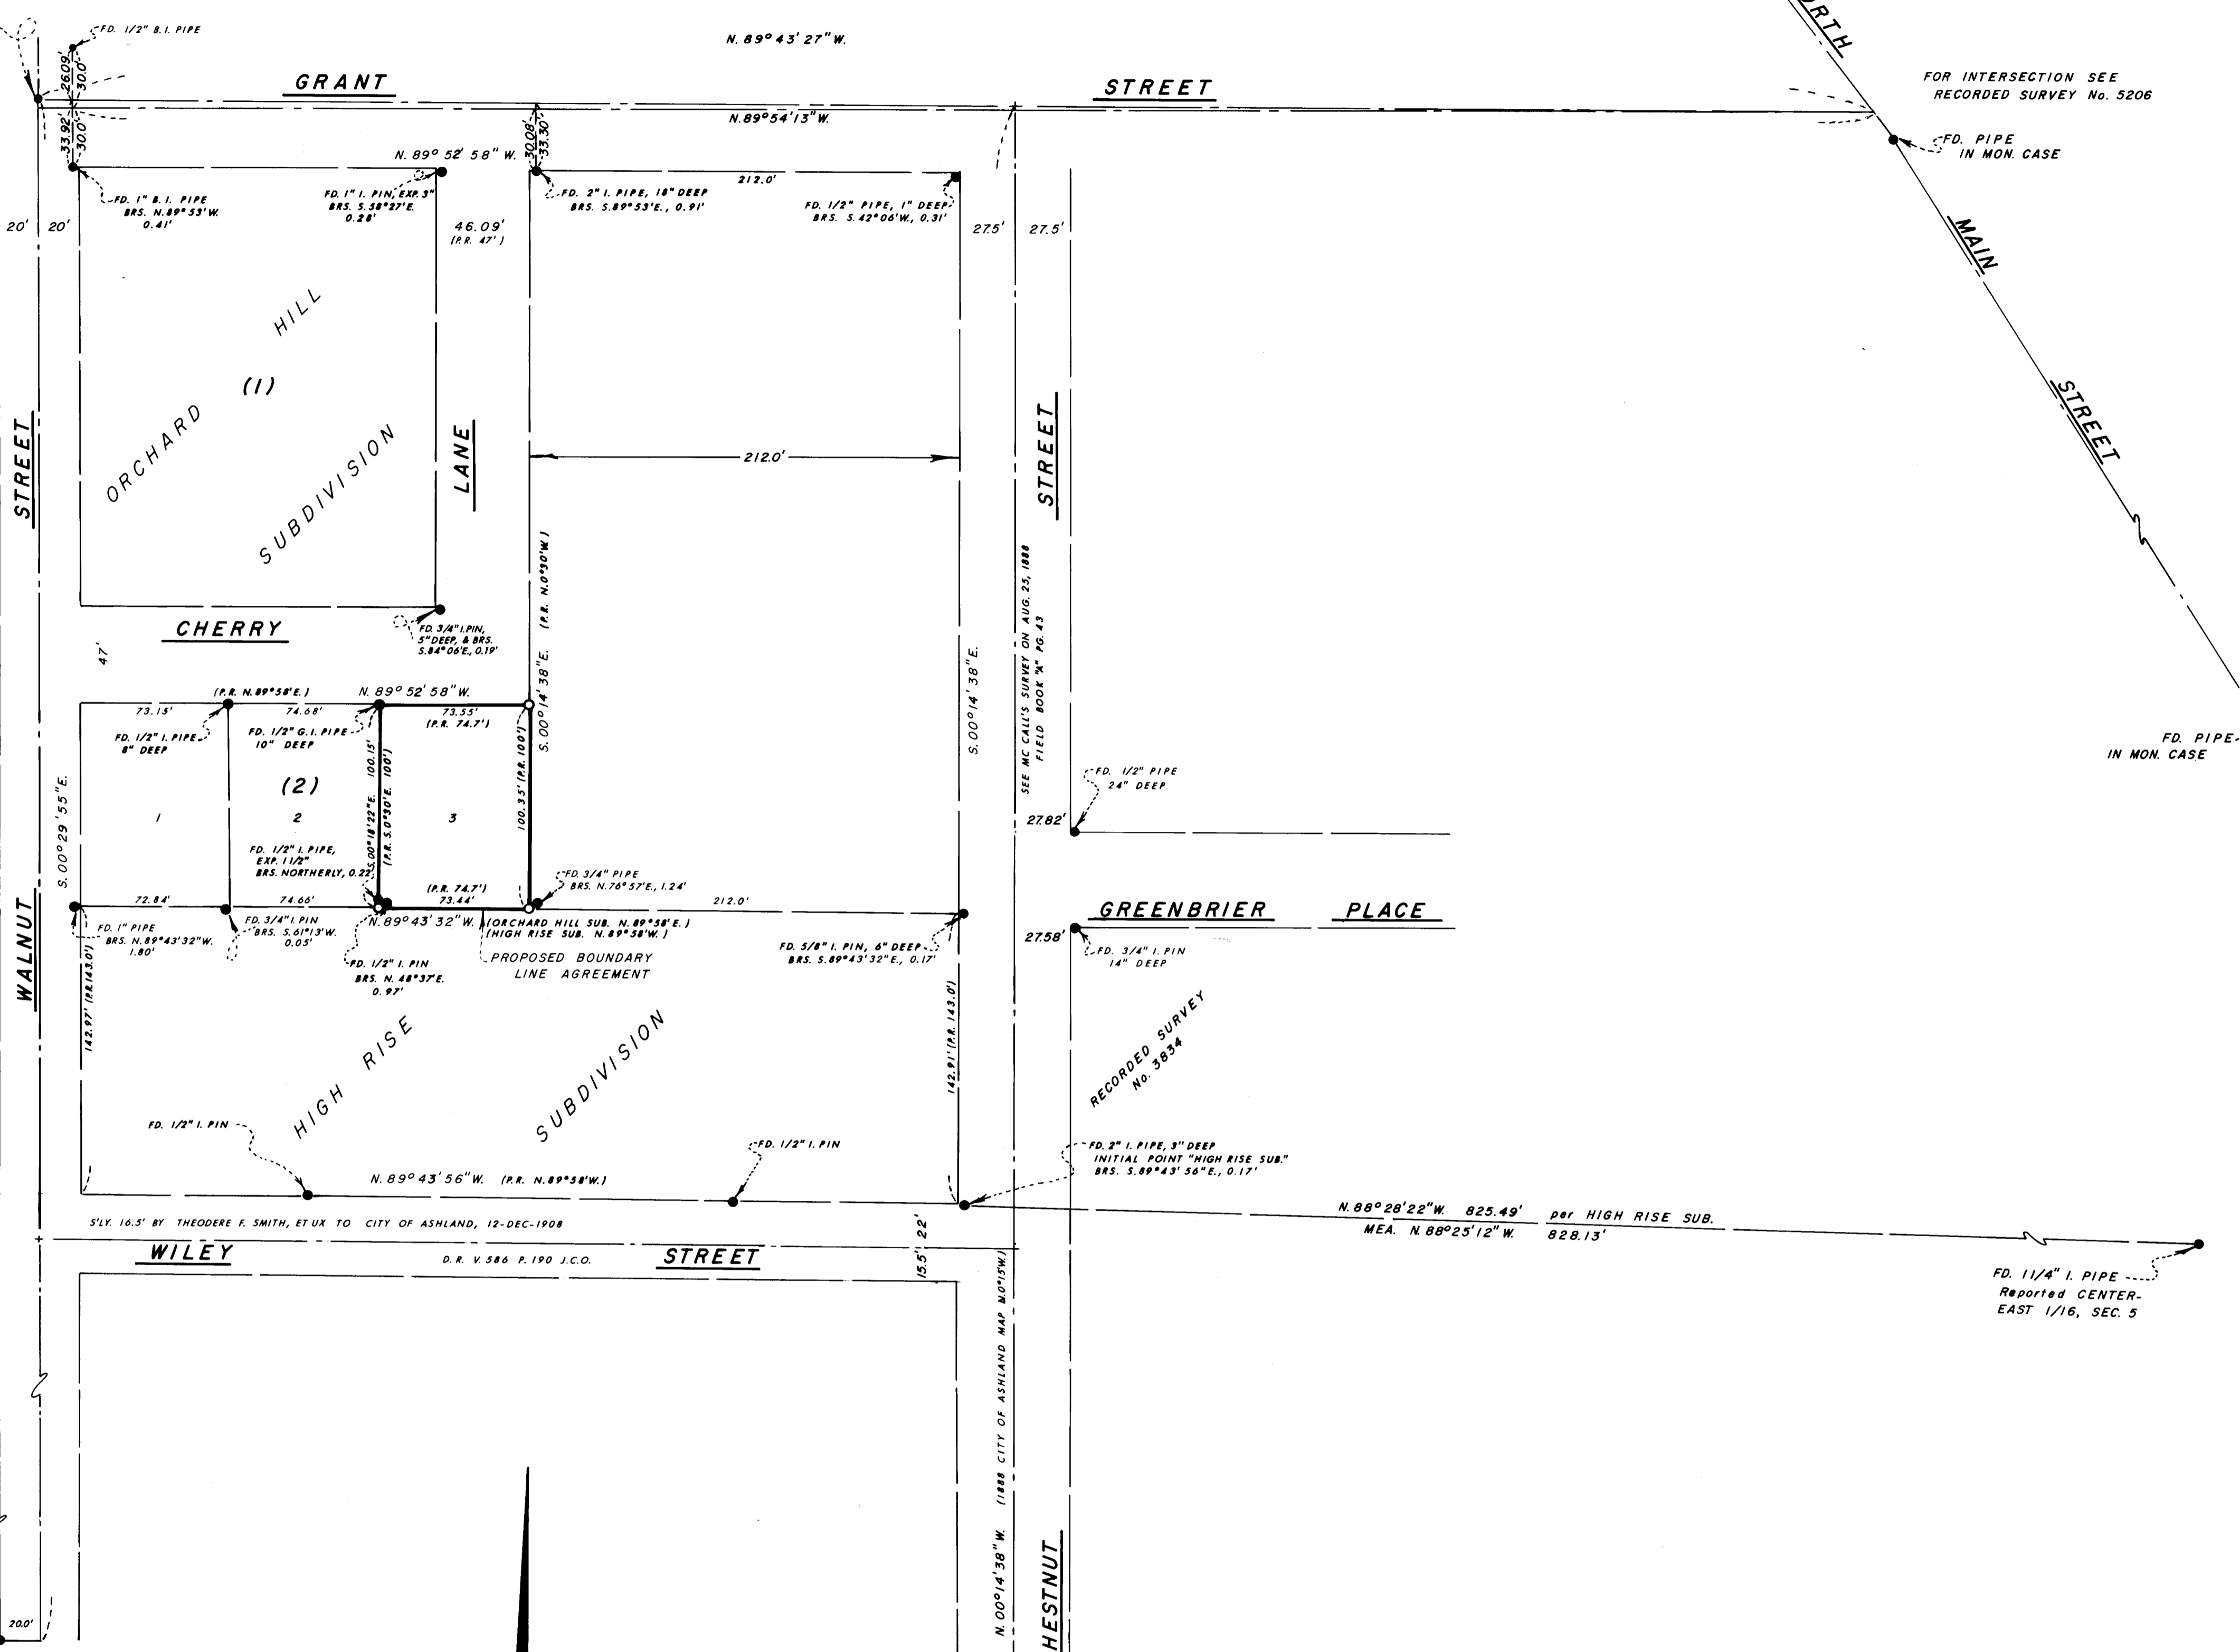 FD. 1/2" B.I. PIPE
N. 89° 43' 27" W.
NORTH
FOR INTERSECTION SEE
RECORDED SURVEY No. 5206
26.09'
30.0'
GRANT
STREET
N.89°54'13"W.
33.92'
30.0'
30.08'
33.30'
FD. PIPE
IN MON. CASE
N. 89° 52' 58" W.
FD. 1" B.I. PIPE
BRS. N.89°53'W.
0.41'
FD. 1" I. PIN, EXP. 3"
BRS. S.58°27'E.
0.28'
FD. 2" I. PIPE, 18" DEEP
BRS. S.89°53'E., 0.91'
212.0'
FD. 1/2" PIPE, 1" DEEP
BRS. S.42°06'W., 0.31'
20'
20'
46.09'
(P.R. 47')
27.5'
27.5'
MAIN
STREET
ORCHARD HILL
SUBDIVISION
(1)
STREET
LANE
212.0'
STREET
S.00°14'38"E. (P.R. N.0°30'W.)
SEE MC CALL'S SURVEY ON AUG. 25, 1888
FIELD BOOK "A" PG. 43
S.00°14'38"E.
CHERRY
47'
FD. 3/4" I.PIN,
5" DEEP, & BRS.
S.84°06'E., 0.19'
(P.R. N.89°58'E.)
N. 89° 52' 58" W.
73.15'
74.68'
73.55'
(P.R. 74.7')
FD. 1/2" I. PIPE
8" DEEP
FD. 1/2" G.I. PIPE
10" DEEP
FD. PIPE
IN MON. CASE
S.00°29'55"E.
(2)
1
2
3
S.00°18'22"E. 100.15'
(P.R. S.0°30'E. 100')
100.35' (P.R. 100')
FD. 1/2" PIPE
24" DEEP
27.82'
FD. 1/2" I. PIPE,
EXP. 1 1/2"
BRS. NORTHERLY, 0.22'
FD. 3/4" PIPE
BRS. N.76°57'E., 1.24'
72.84'
74.66'
(P.R. 74.7')
73.44'
212.0'
WALNUT
FD. 1" PIPE
BRS. N.89°43'32"W.
1.80'
FD. 3/4" I.PIN
BRS. S.61°13'W.
0.05'
N.89°43'32"W.
(ORCHARD HILL SUB. N.89°58'E.)
(HIGH RISE SUB. N.89°58'W.)
GREENBRIER PLACE
27.58'
FD. 3/4" I. PIN
14" DEEP
FD. 5/8" I. PIN, 6" DEEP
BRS. S.89°43'32"E., 0.17'
FD. 1/2" I. PIN
BRS. N. 48°37'E.
0.97'
PROPOSED BOUNDARY
LINE AGREEMENT
142.97' (P.R.143.0')
142.91' (P.R. 143.0')
HIGH RISE
SUBDIVISION
RECORDED SURVEY
No. 3834
FD. 1/2" I. PIN
FD. 1/2" I. PIN
FD. 2" I. PIPE, 3" DEEP
INITIAL POINT "HIGH RISE SUB."
BRS. S.89°43'56"E., 0.17'
N. 89° 43' 56" W. (P.R. N.89°58'W.)
S'LY. 16.5' BY THEODERE F. SMITH, ET UX TO CITY OF ASHLAND, 12-DEC-1908
N. 88°28'22"W. 825.49' per HIGH RISE SUB.
MEA. N. 88°25'12"W. 828.13'
22'
15.5'
WILEY
D.R. V.586 P.190 J.C.O.
STREET
FD. 1 1/4" I. PIPE
Reported CENTER-
EAST 1/16, SEC. 5
N. 00°14'38" W. (1888 CITY OF ASHLAND MAP N.0°15'W.)
CHESTNUT
20.0'